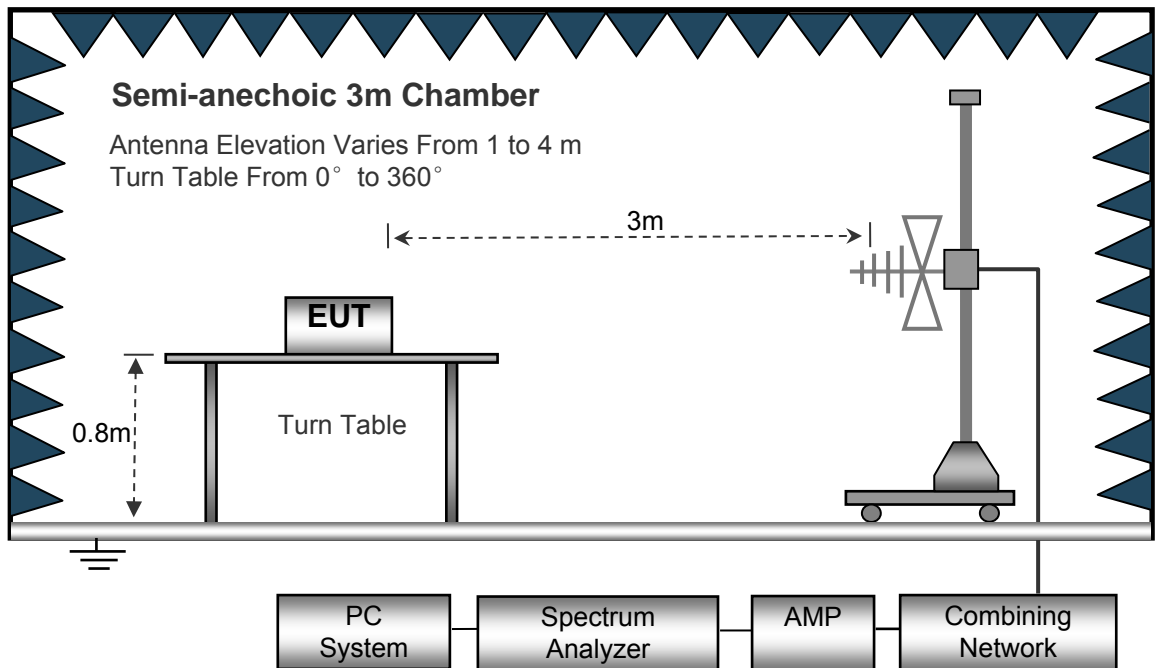 Semi-anechoic 3m Chamber
Antenna Elevation Varies From 1 to 4 m
Turn Table From 0° to 360°
3m
EUT
0.8m
Turn Table
PC
System
Spectrum
Analyzer
AMP
Combining
Network